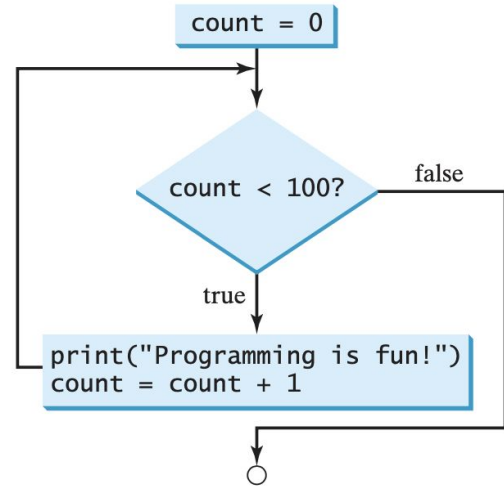 count = 0
count < 100?
false
true
print("Programming is fun!")
count = count + 1